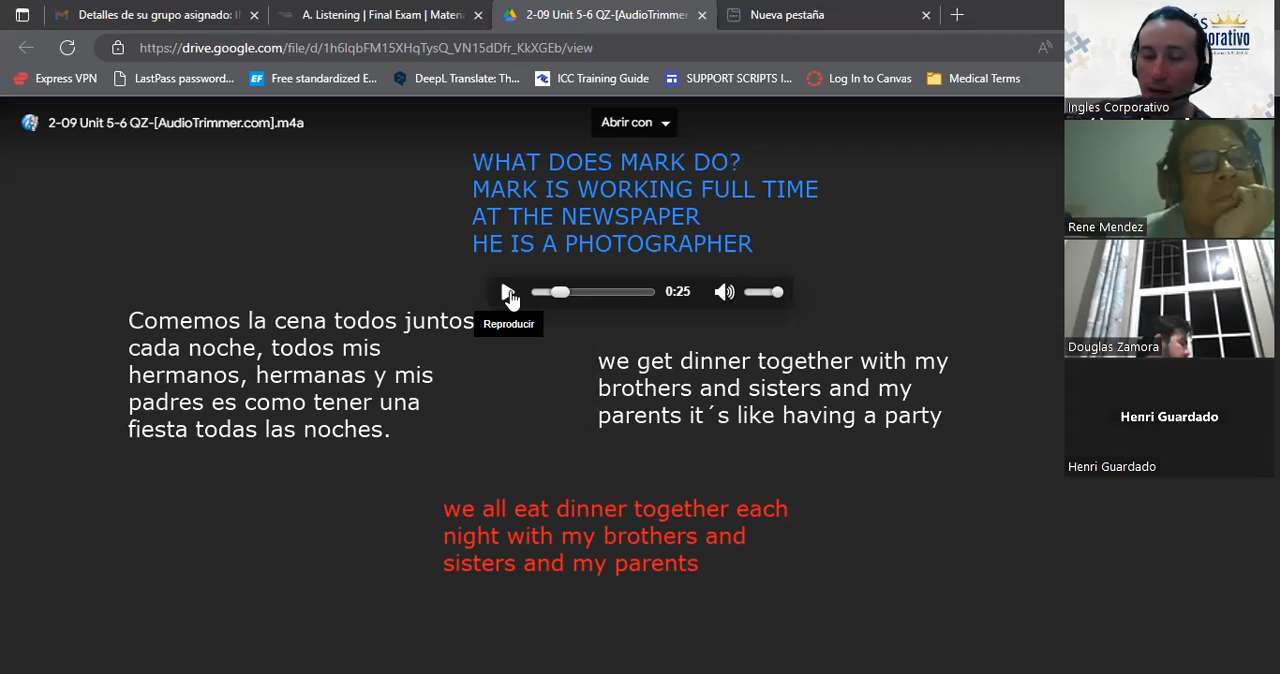 Detalles de su grupo asignado: I
A. Listening | Final Exam | Materi
2-09 Unit 5-6 QZ-[AudioTrimmer
Nueva pestaña
https://drive.google.com/file/d/1h6lqbFM15XHqTysQ_VN15dDfr_KkXGEb/view
Express VPN
LastPass password...
EF Free standardized E...
DeepL Translate: Th...
ICC Training Guide
SUPPORT SCRIPTS I...
Log In to Canvas
Medical Terms
2-09 Unit 5-6 QZ-[AudioTrimmer.com].m4a
Abrir con
WHAT DOES MARK DO?
MARK IS WORKING FULL TIME
AT THE NEWSPAPER
HE IS A PHOTOGRAPHER
0:25
Reproducir
Comemos la cena todos juntos
cada noche, todos mis
hermanos, hermanas y mis
padres es como tener una
fiesta todas las noches.
we get dinner together with my
brothers and sisters and my
parents it´s like having a party
we all eat dinner together each
night with my brothers and
sisters and my parents
orativo
Ingles Corporativo
Rene Mendez
Douglas Zamora
Henri Guardado
Henri Guardado